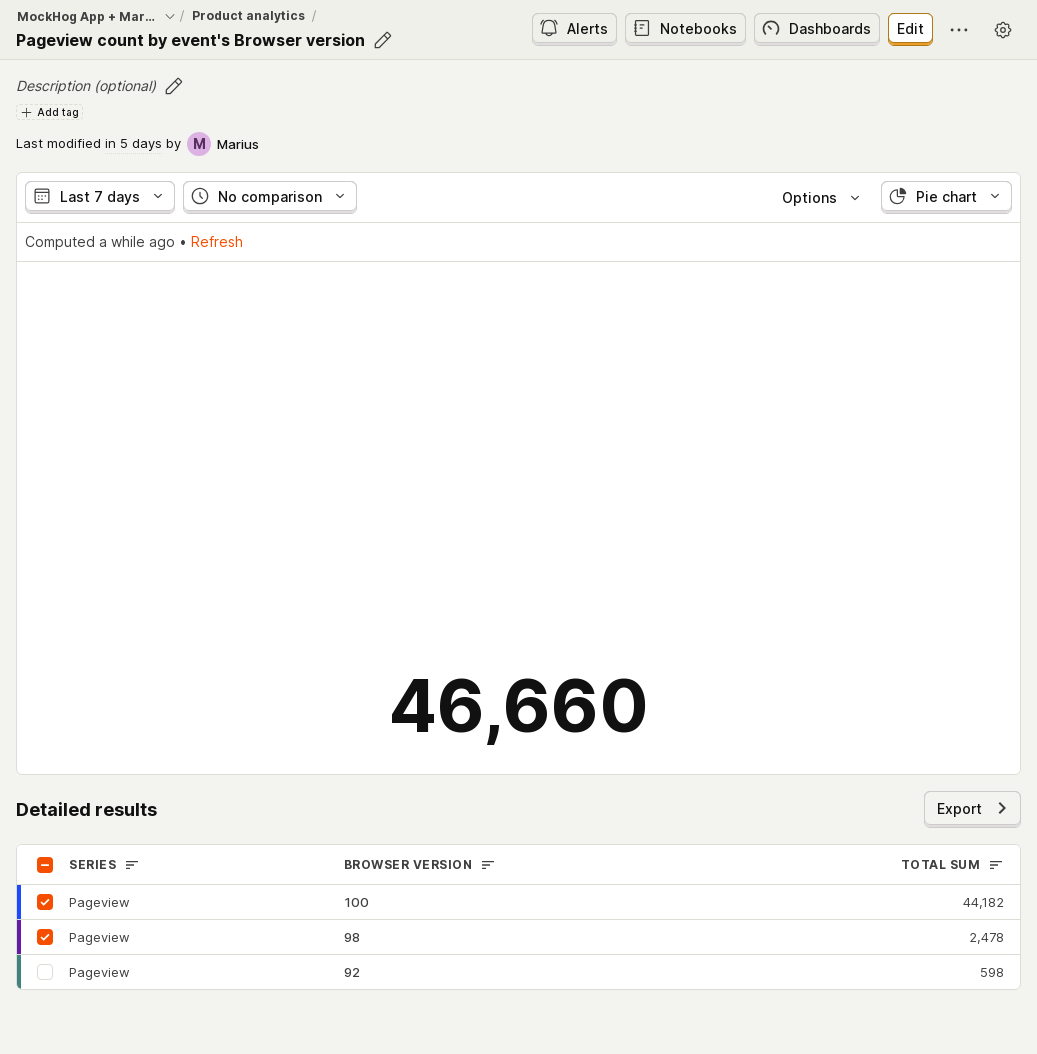 MockHog App + Mar... / Product analytics /
Pageview count by event's Browser version
Alerts Notebooks Dashboards Edit
Description (optional)
Add tag
Last modified in 5 days by M Marius
Last 7 days No comparison Options Pie chart
Computed a while ago • Refresh
46,660
Detailed results Export
SERIES BROWSER VERSION TOTAL SUM
Pageview 100 44,182
Pageview 98 2,478
Pageview 92 598